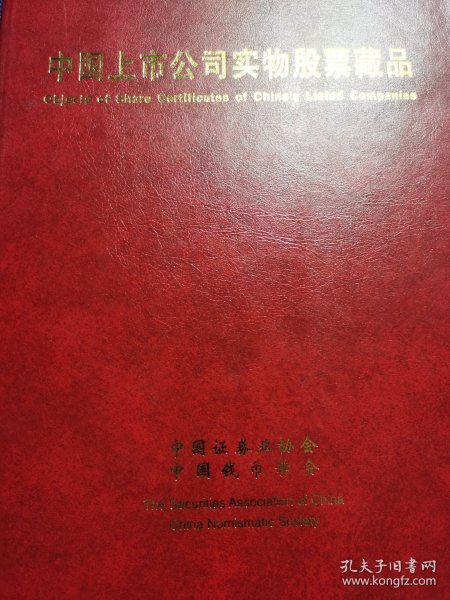 中国上市公司实物股票藏品
Objects of Share Certificates of China's Listed Companies
中国证券业协会
中国钱币学会
The Securities Association of China
China Numismatic Society
孔夫子旧书网
www.kongfz.com